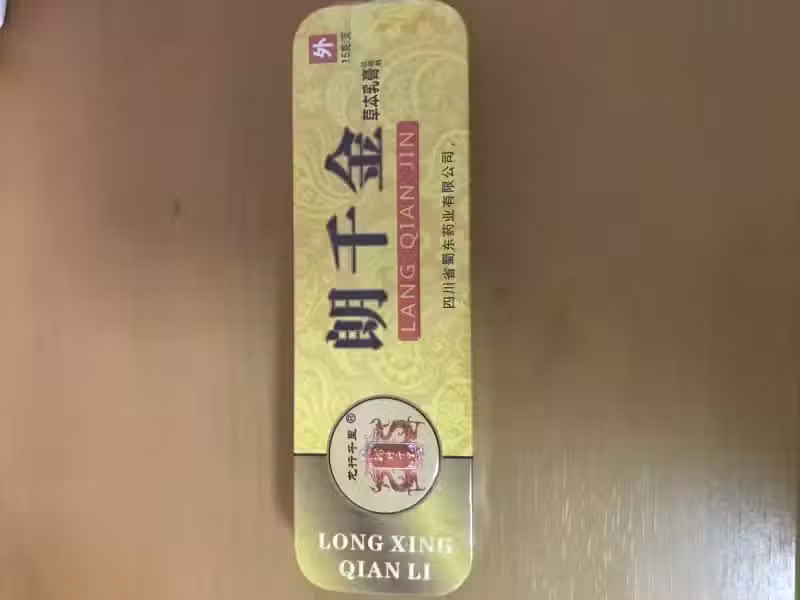 外
15克/支
朗千金
草本乳膏
LANG QIAN JIN
四川省蜀东药业有限公司
龙行千里®
LONG XING
QIAN LI